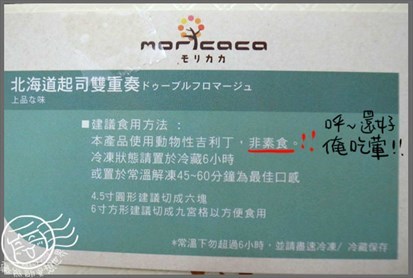 moricaca
モリカカ
北海道起司雙重奏ドゥーブルフロマージュ
上品な味
■建議食用方法：
本產品使用動物性吉利丁，非素食。!!
冷凍狀態請置於冷藏6小時
或置於常溫解凍45~60分鐘為最佳口感
4.5寸圓形建議切成六塊
6寸方形建議切成九宮格以方便食用
*常溫下勿超過6小時，並請盡速冷凍/冷藏保存
呼~還好
俺吃葷!!